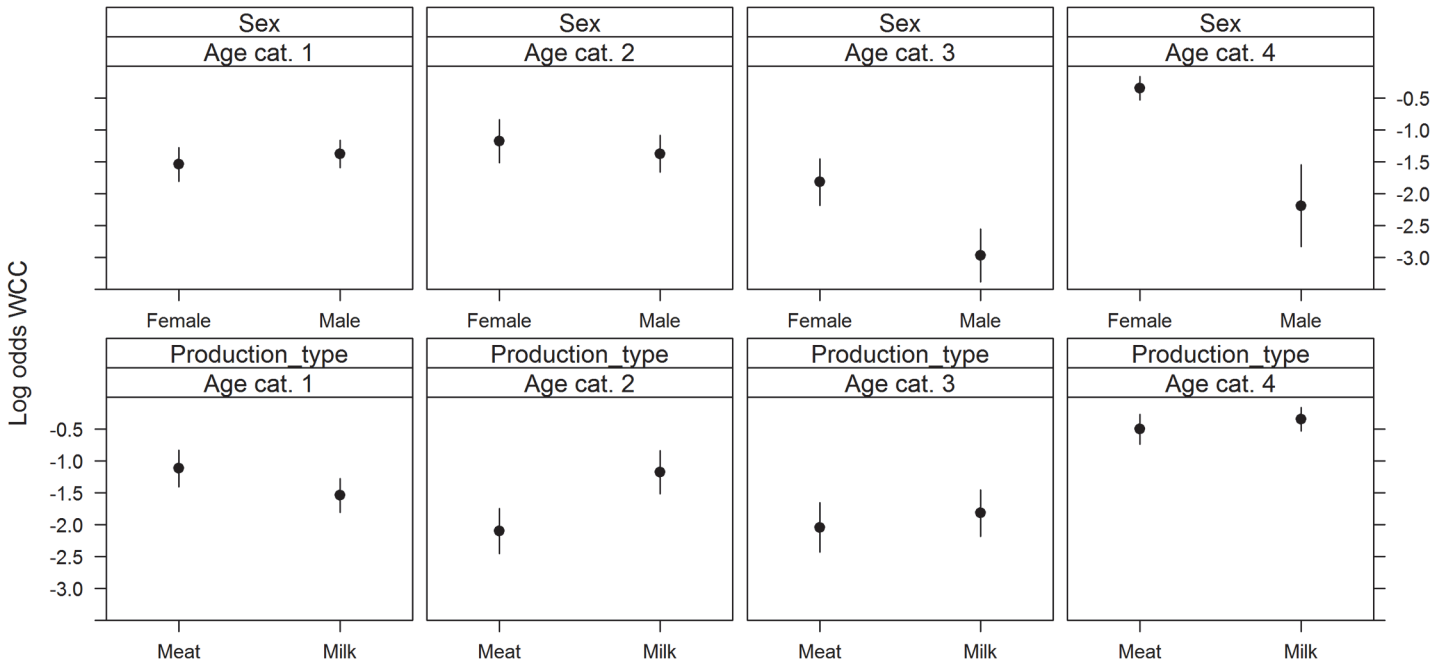 Sex Sex Sex Sex
Age cat. 1 Age cat. 2 Age cat. 3 Age cat. 4
-0.5
-1.0
-1.5
-2.0
-2.5
-3.0
Female Male Female Male Female Male Female Male
Log odds WCC
Production_type Production_type Production_type Production_type
Age cat. 1 Age cat. 2 Age cat. 3 Age cat. 4
-0.5
-1.0
-1.5
-2.0
-2.5
-3.0
Meat Milk Meat Milk Meat Milk Meat Milk